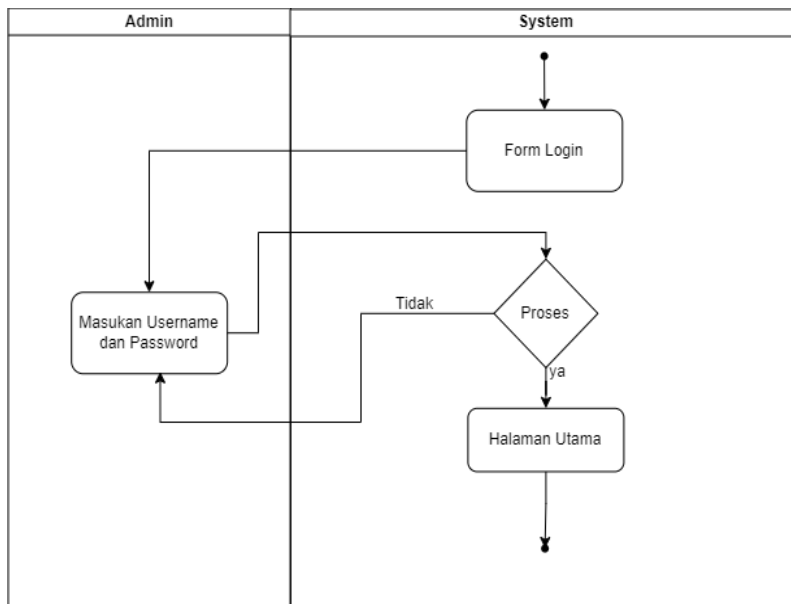 Admin
System
Form Login
Masukan Username
dan Password
Tidak
Proses
ya
Halaman Utama